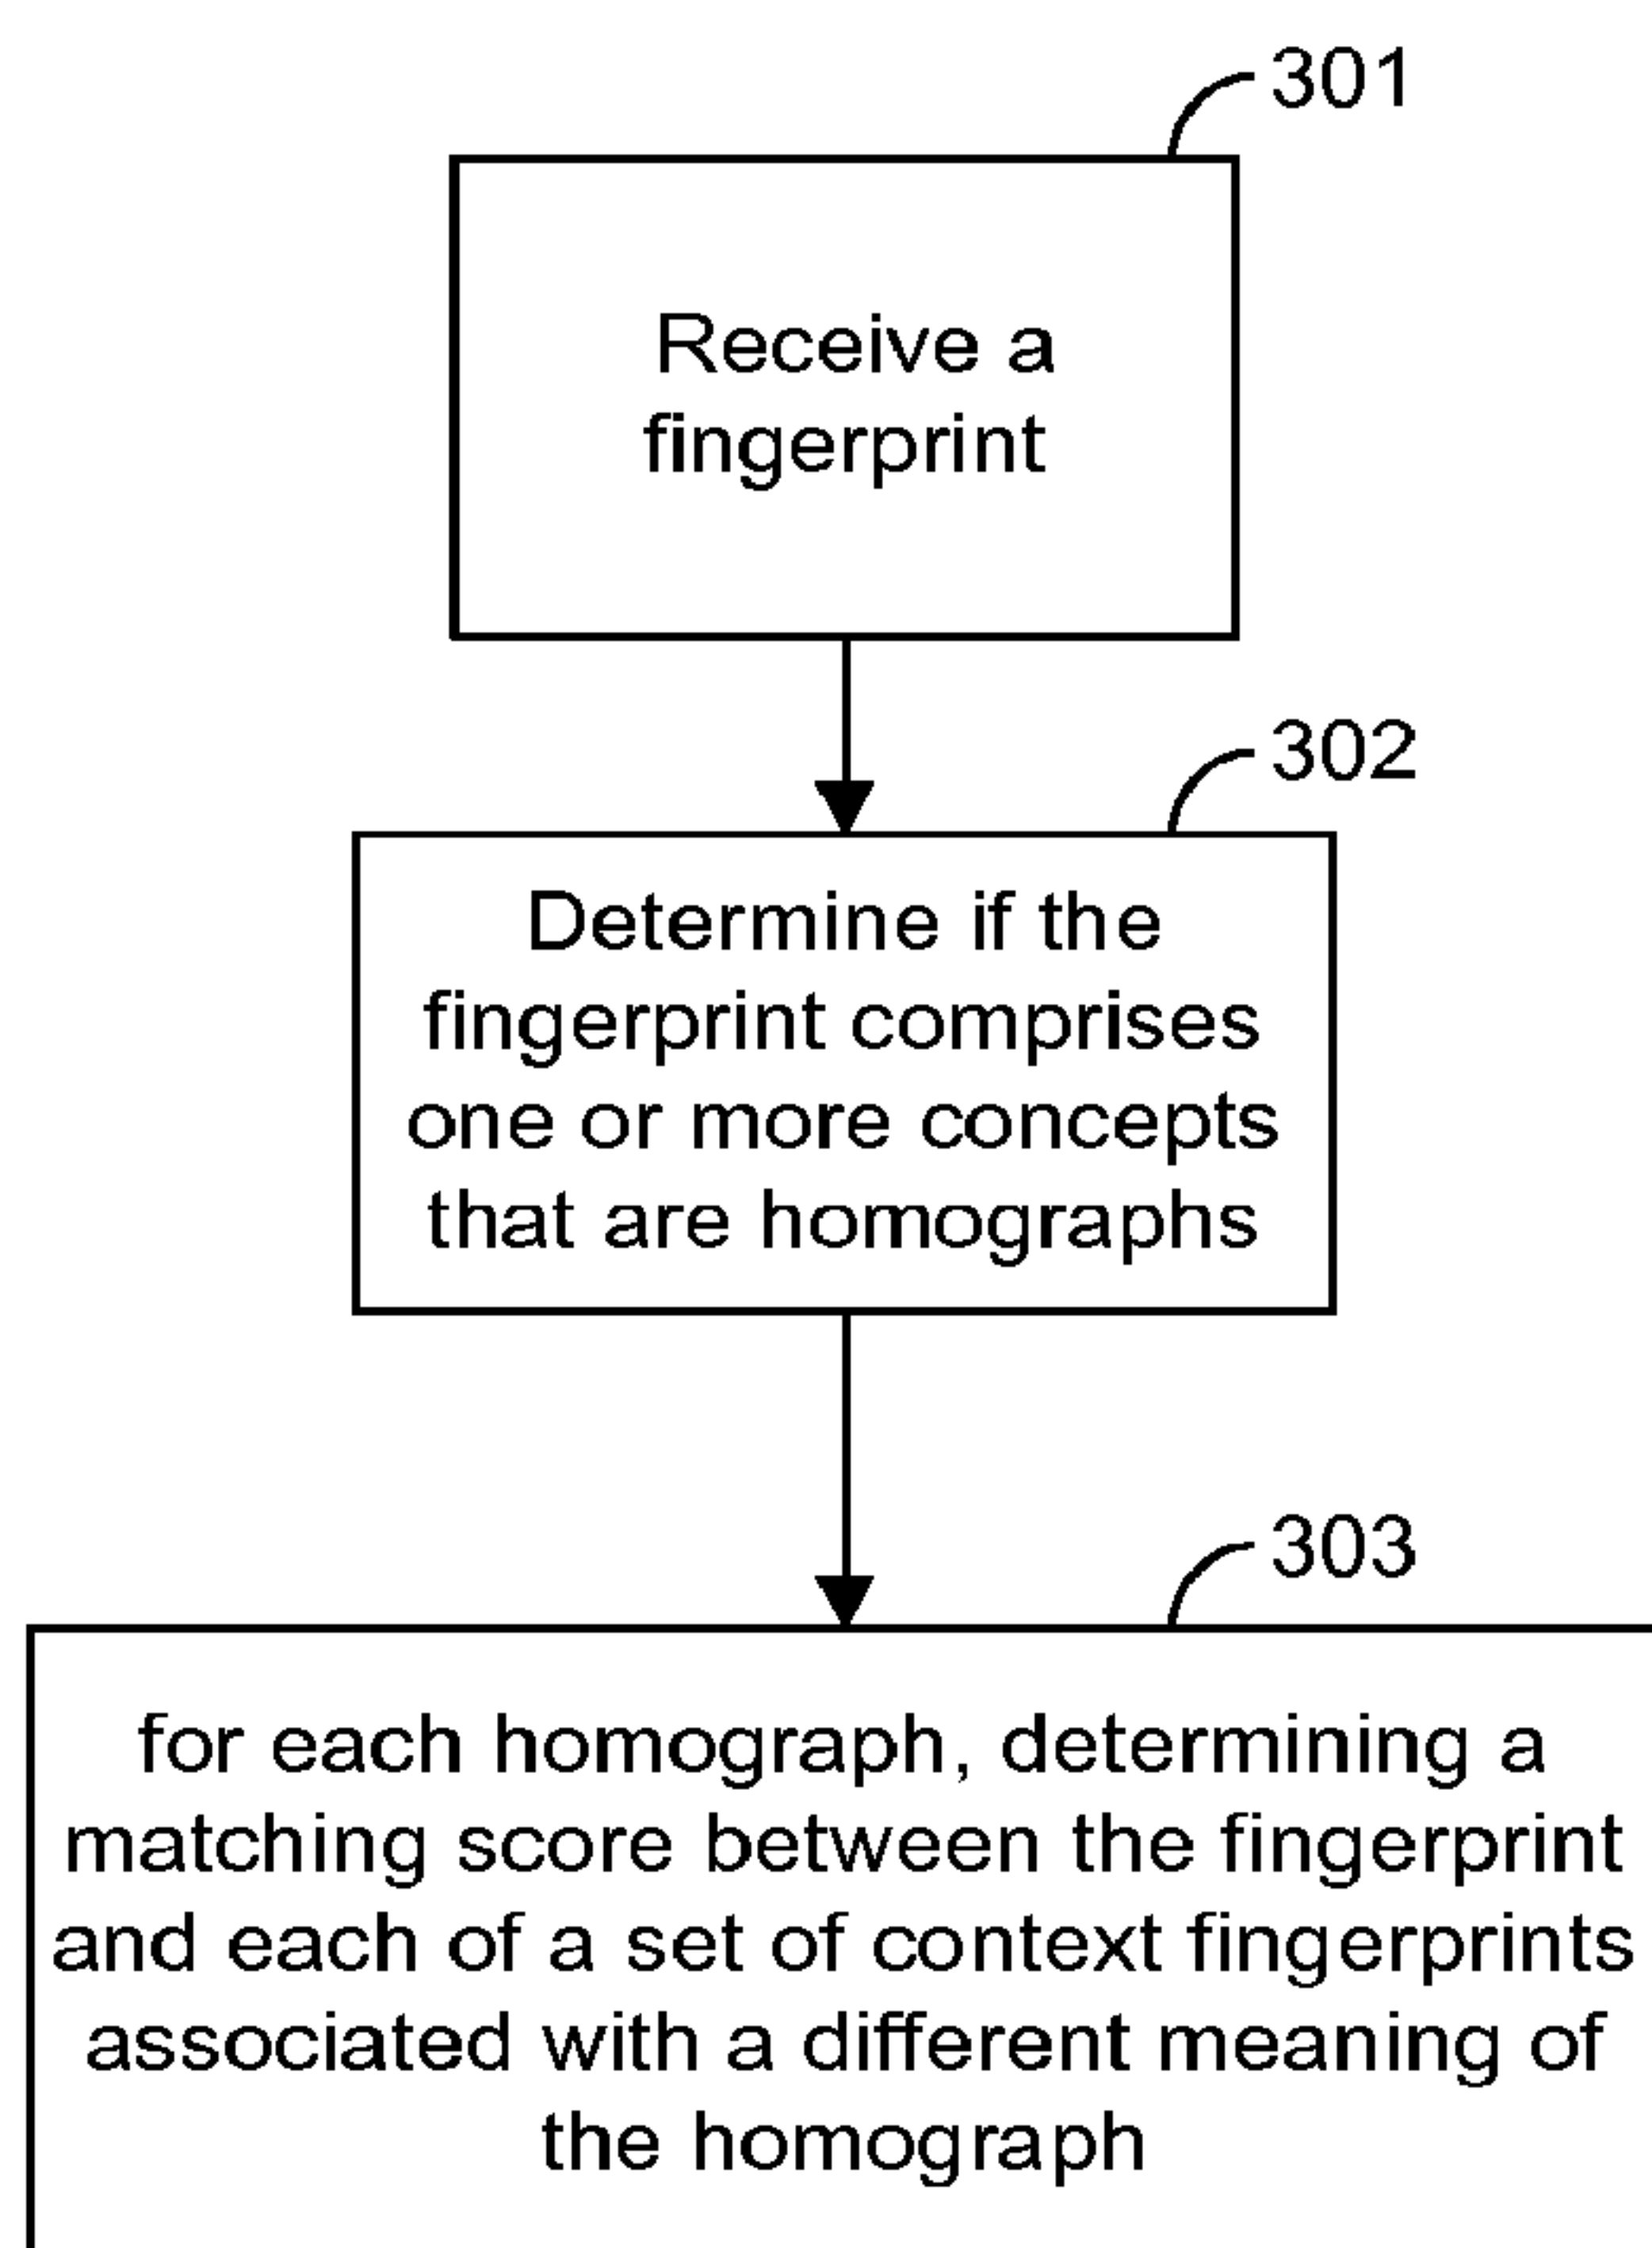 301
Receive a
fingerprint
302
Determine if the
fingerprint comprises
one or more concepts
that are homographs
303
for each homograph, determining a
matching score between the fingerprint
and each of a set of context fingerprints
associated with a different meaning of
the homograph